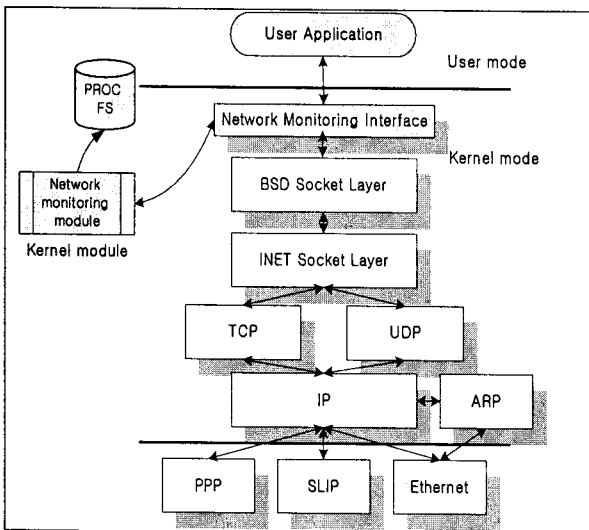 User Application
User mode
PROC
FS
Network Monitoring Interface
Kernel mode
BSD Socket Layer
Network
monitoring
module
Kernel module
INET Socket Layer
TCP
UDP
IP
ARP
PPP
SLIP
Ethernet